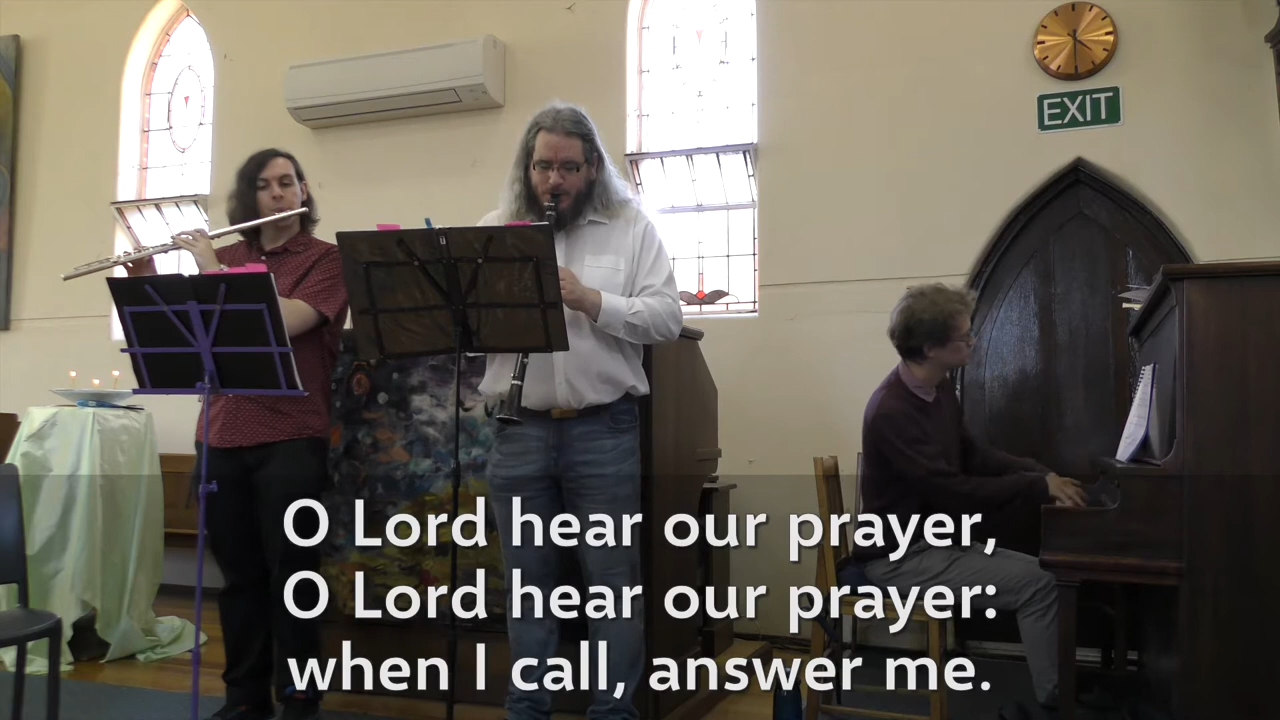 EXIT
O Lord hear our prayer,
O Lord hear our prayer:
when I call, answer me.